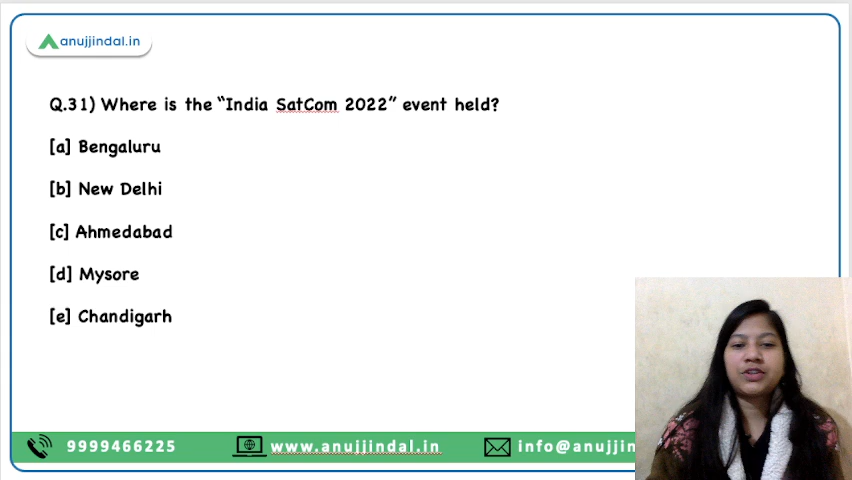 anujjindal.in
Q.31) Where is the “India SatCom 2022” event held?
[a] Bengaluru
[b] New Delhi
[c] Ahmedabad
[d] Mysore
[e] Chandigarh
9999466225
www.anujjindal.in
info@anujjin